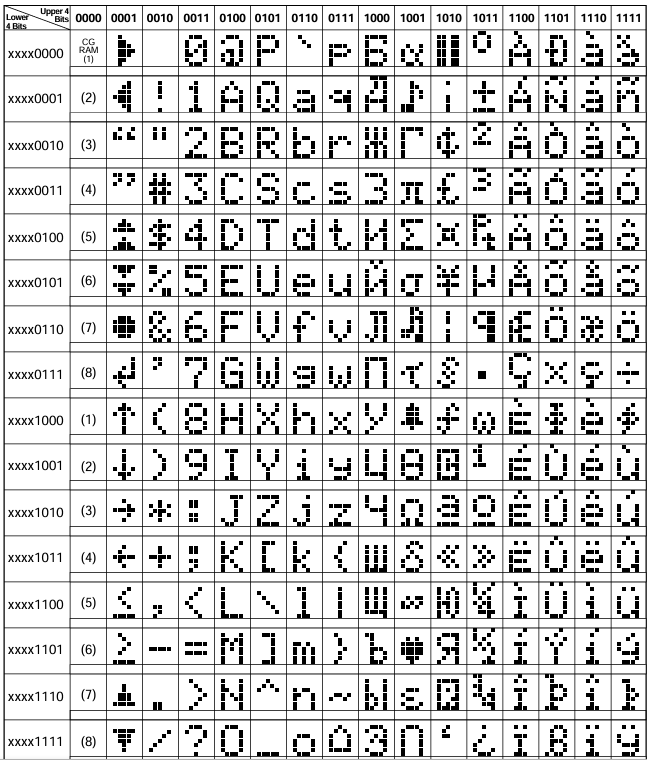 Upper 4 Bits
Lower 4 Bits
0000 0001 0010 0011 0100 0101 0110 0111 1000 1001 1010 1011 1100 1101 1110 1111
xxxx0000 CG RAM (1) ► 0 @ P ` p Б α ° À Ð à ð
xxxx0001 (2) ◄ ! 1 A Q a q Д ♪ ¡ ± Á Ñ á ñ
xxxx0010 (3) “ " 2 B R b r Ж Γ ¢ ² Â Ò â ò
xxxx0011 (4) ” # 3 C S c s З π £ ³ Ã Ó ã ó
xxxx0100 (5) ⏫ $ 4 D T d t И Σ ¤ ₧ Ä Ô ä ô
xxxx0101 (6) ⏬ % 5 E U e u Й σ ¥ µ Å Õ å õ
xxxx0110 (7) ● & 6 F V f v Л ♬ ¦ ¶ Æ Ö æ ö
xxxx0111 (8) ↵ ' 7 G W g w П τ § · Ç × ç ÷
xxxx1000 (1) ↑ ( 8 H X h x У 🔔 ƒ ω È Φ è φ
xxxx1001 (2) ↓ ) 9 I Y i y Ц θ © ¹ É Ù é ù
xxxx1010 (3) → * : J Z j z Ч Ω ª º Ê Ú ê ú
xxxx1011 (4) ← + ; K [ k { Ш δ « » Ë Û ë û
xxxx1100 (5) ≤ , < L \ l | Щ ∞ Ю ¼ Ì Ü ì ü
xxxx1101 (6) ≥ - = M ] m } Ъ ♥ Я ½ Í Ý í ý
xxxx1110 (7) ▲ . > N ^ n ~ Ы ε ® ¾ Î Þ î þ
xxxx1111 (8) ▼ / ? O _ o ⌂ Э ∩ ‘ ¿ Ï ß ï ÿ